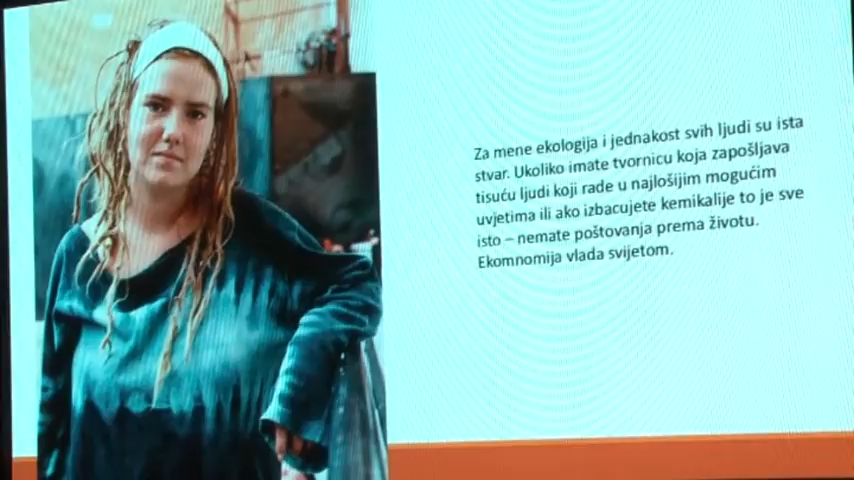 Za mene ekologija i jednakost svih ljudi su ista
stvar. Ukoliko imate tvornicu koja zapošljava
tisuću ljudi koji rade u najlošijim mogućim
uvjetima ili ako izbacujete kemikalije to je sve
isto – nemate poštovanja prema životu.
Ekomnomija vlada svijetom.